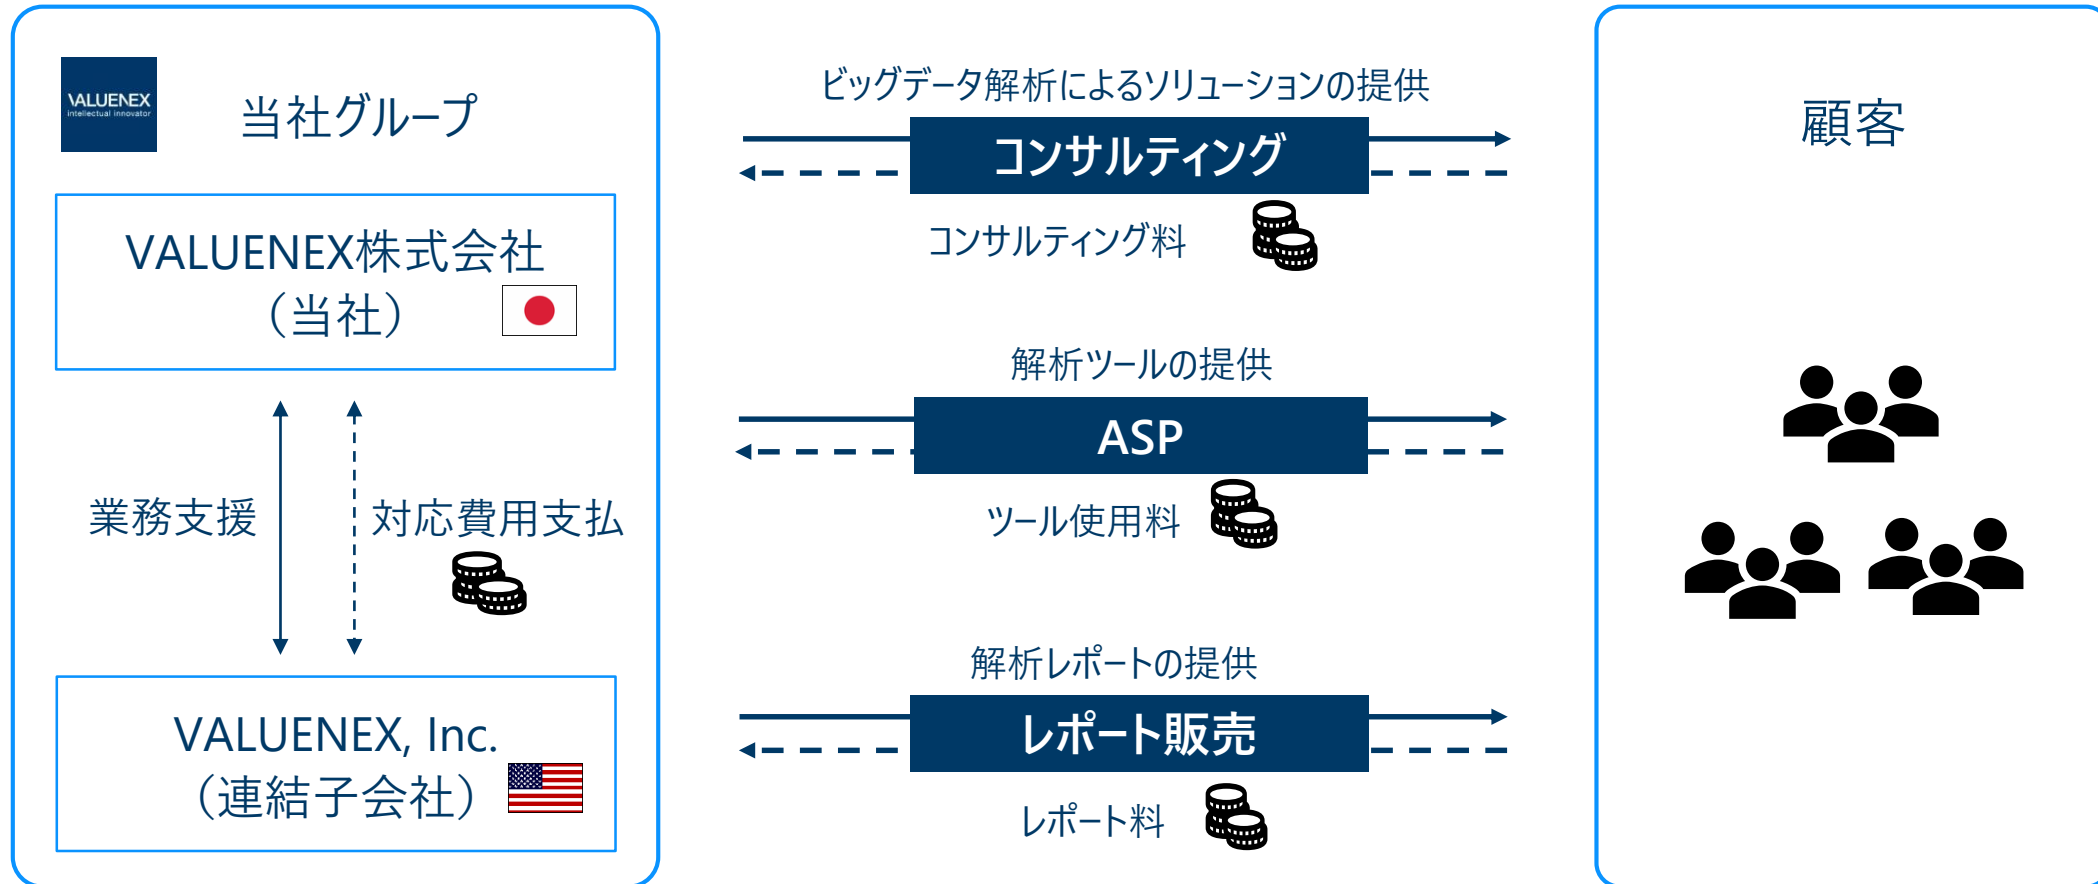 VALUENEX
intellectual innovator
当社グループ
VALUENEX株式会社
（当社）
業務支援
対応費用支払
VALUENEX, Inc.
（連結子会社）
ビッグデータ解析によるソリューションの提供
コンサルティング
コンサルティング料
解析ツールの提供
ASP
ツール使用料
解析レポートの提供
レポート販売
レポート料
顧客